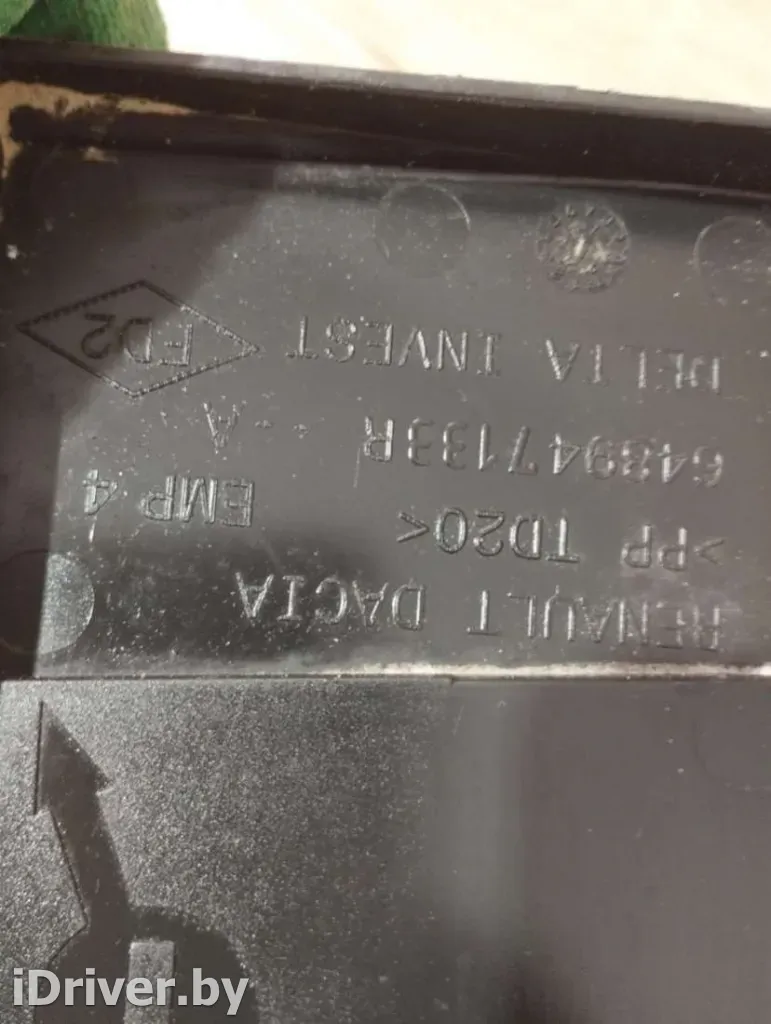 RENAULT DACIA
>PP TD20< EMP 4
648947133R - - A
DELTA INVEST FD2
iDriver.by